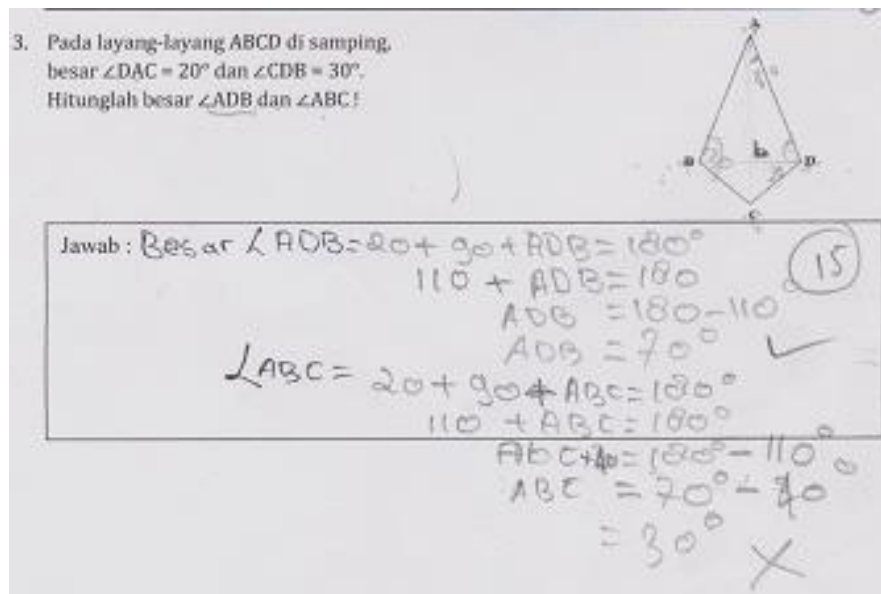 3. Pada layang-layang ABCD di samping,
besar ∠DAC = 20° dan ∠CDB = 30°.
Hitunglah besar ∠ADB dan ∠ABC!
A
B
D
C
Jawab : Besar ∠ADB = 20 + 90 + ADB = 180°
15
110 + ADB = 180
ADB = 180 - 110°
ADB = 70°
∠ABC = 20 + 90 + ABC = 180°
110 + ABC = 180°
AbC+40 = 180° - 110°
ABC = 70° - 40°
= 30°